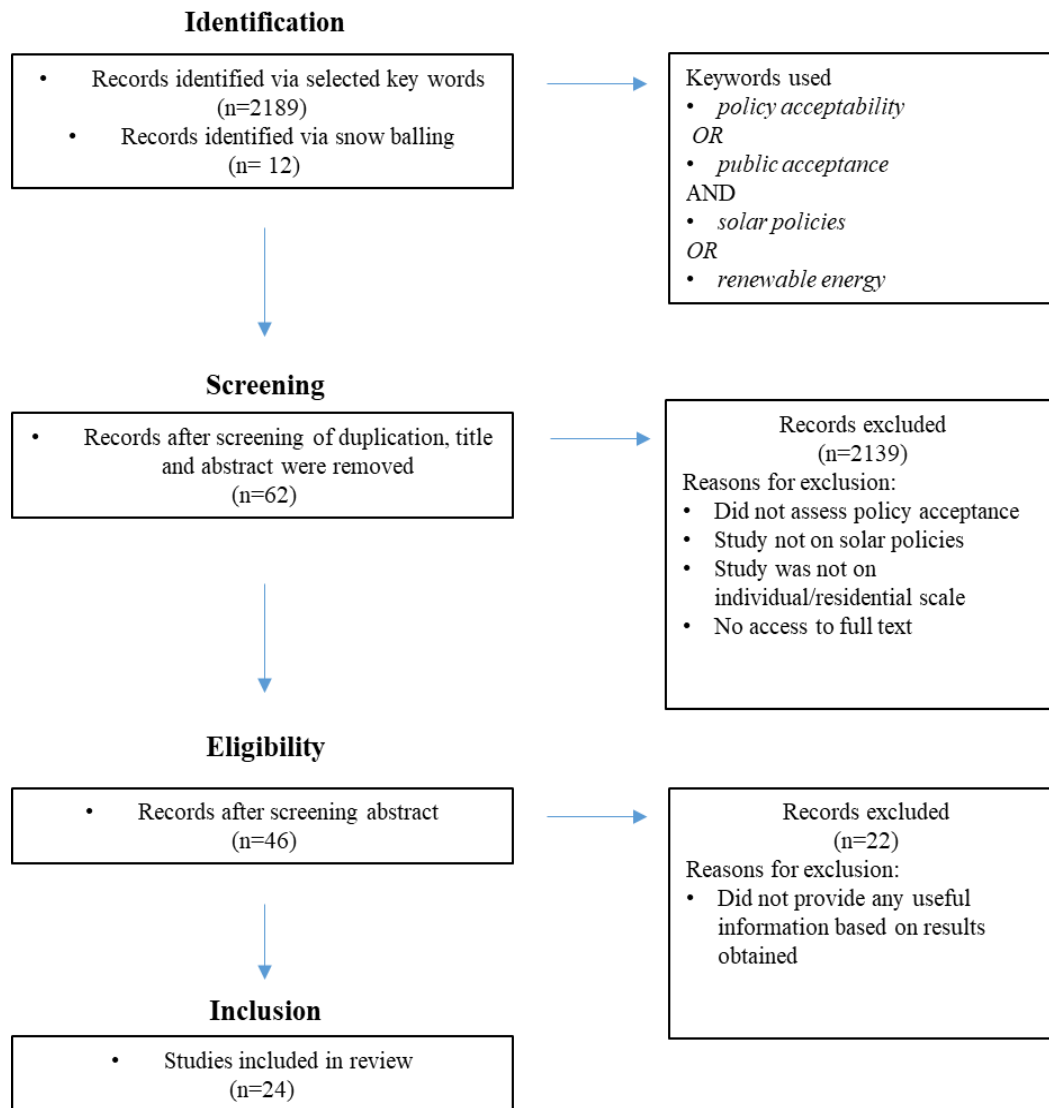 Identification
• Records identified via selected key words
(n=2189)
• Records identified via snow balling
(n= 12)
Keywords used
• policy acceptability
OR
• public acceptance
AND
• solar policies
OR
• renewable energy
Screening
• Records after screening of duplication, title
and abstract were removed
(n=62)
Records excluded
(n=2139)
Reasons for exclusion:
• Did not assess policy acceptance
• Study not on solar policies
• Study was not on
individual/residential scale
• No access to full text
Eligibility
• Records after screening abstract
(n=46)
Records excluded
(n=22)
Reasons for exclusion:
• Did not provide any useful
information based on results
obtained
Inclusion
• Studies included in review
(n=24)